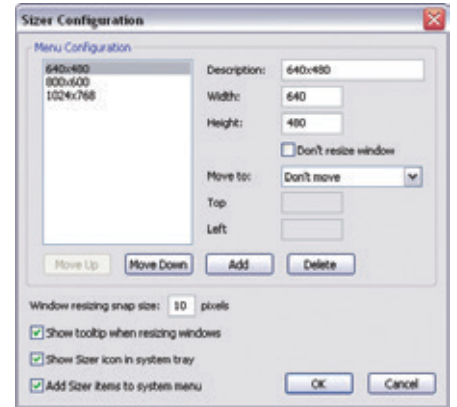 Sizer Configuration
Menu Configuration
640x480
800x600
1024x768
Description: 640x480
Width: 640
Height: 480
Don't resize window
Move to: Don't move
Top
Left
Move Up Move Down Add Delete
Window resizing snap size: 10 pixels
Show tooltip when resizing windows
Show Sizer icon in system tray
Add Sizer items to system menu
OK Cancel